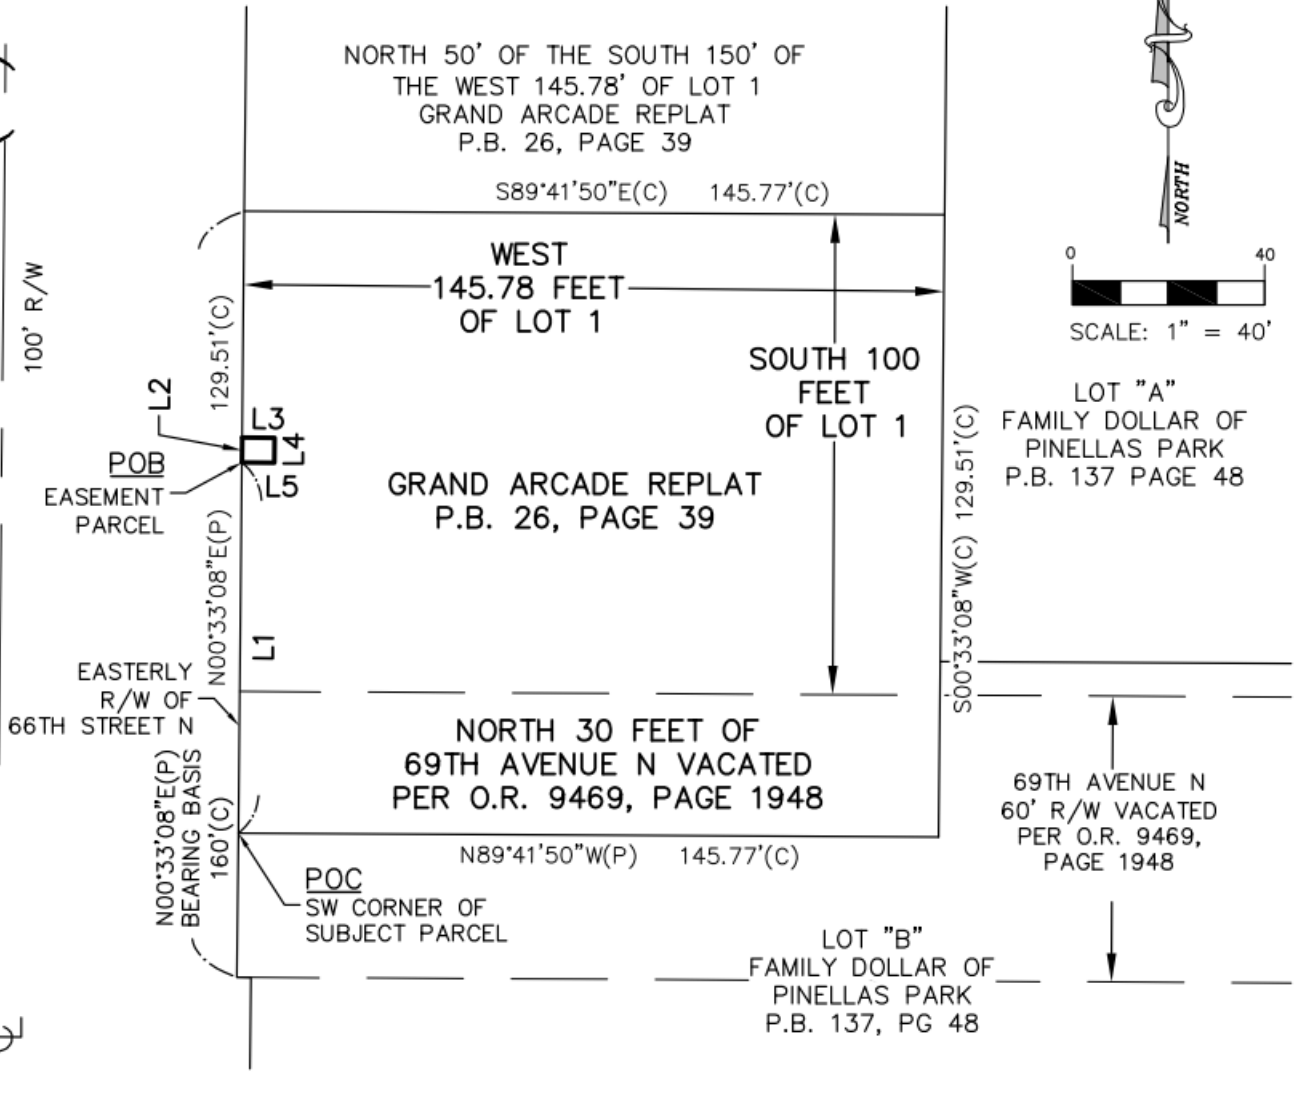 NORTH 50' OF THE SOUTH 150' OF
THE WEST 145.78' OF LOT 1
GRAND ARCADE REPLAT
P.B. 26, PAGE 39
S89°41'50"E(C) 145.77'(C)
NORTH
0 40
SCALE: 1" = 40'
100' R/W
129.51'(C)
WEST
145.78 FEET
OF LOT 1
SOUTH 100
FEET
OF LOT 1
LOT "A"
FAMILY DOLLAR OF
PINELLAS PARK
P.B. 137 PAGE 48
L2
L3
L4
L5
POB
EASEMENT
PARCEL
GRAND ARCADE REPLAT
P.B. 26, PAGE 39
S00°33'08"W(C) 129.51'(C)
N00°33'08"E(P)
L1
EASTERLY
R/W OF
66TH STREET N
NORTH 30 FEET OF
69TH AVENUE N VACATED
PER O.R. 9469, PAGE 1948
69TH AVENUE N
60' R/W VACATED
PER O.R. 9469,
PAGE 1948
N00°33'08"E(P)
BEARING BASIS
160'(C)
N89°41'50"W(P) 145.77'(C)
POC
SW CORNER OF
SUBJECT PARCEL
LOT "B"
FAMILY DOLLAR OF
PINELLAS PARK
P.B. 137, PG 48